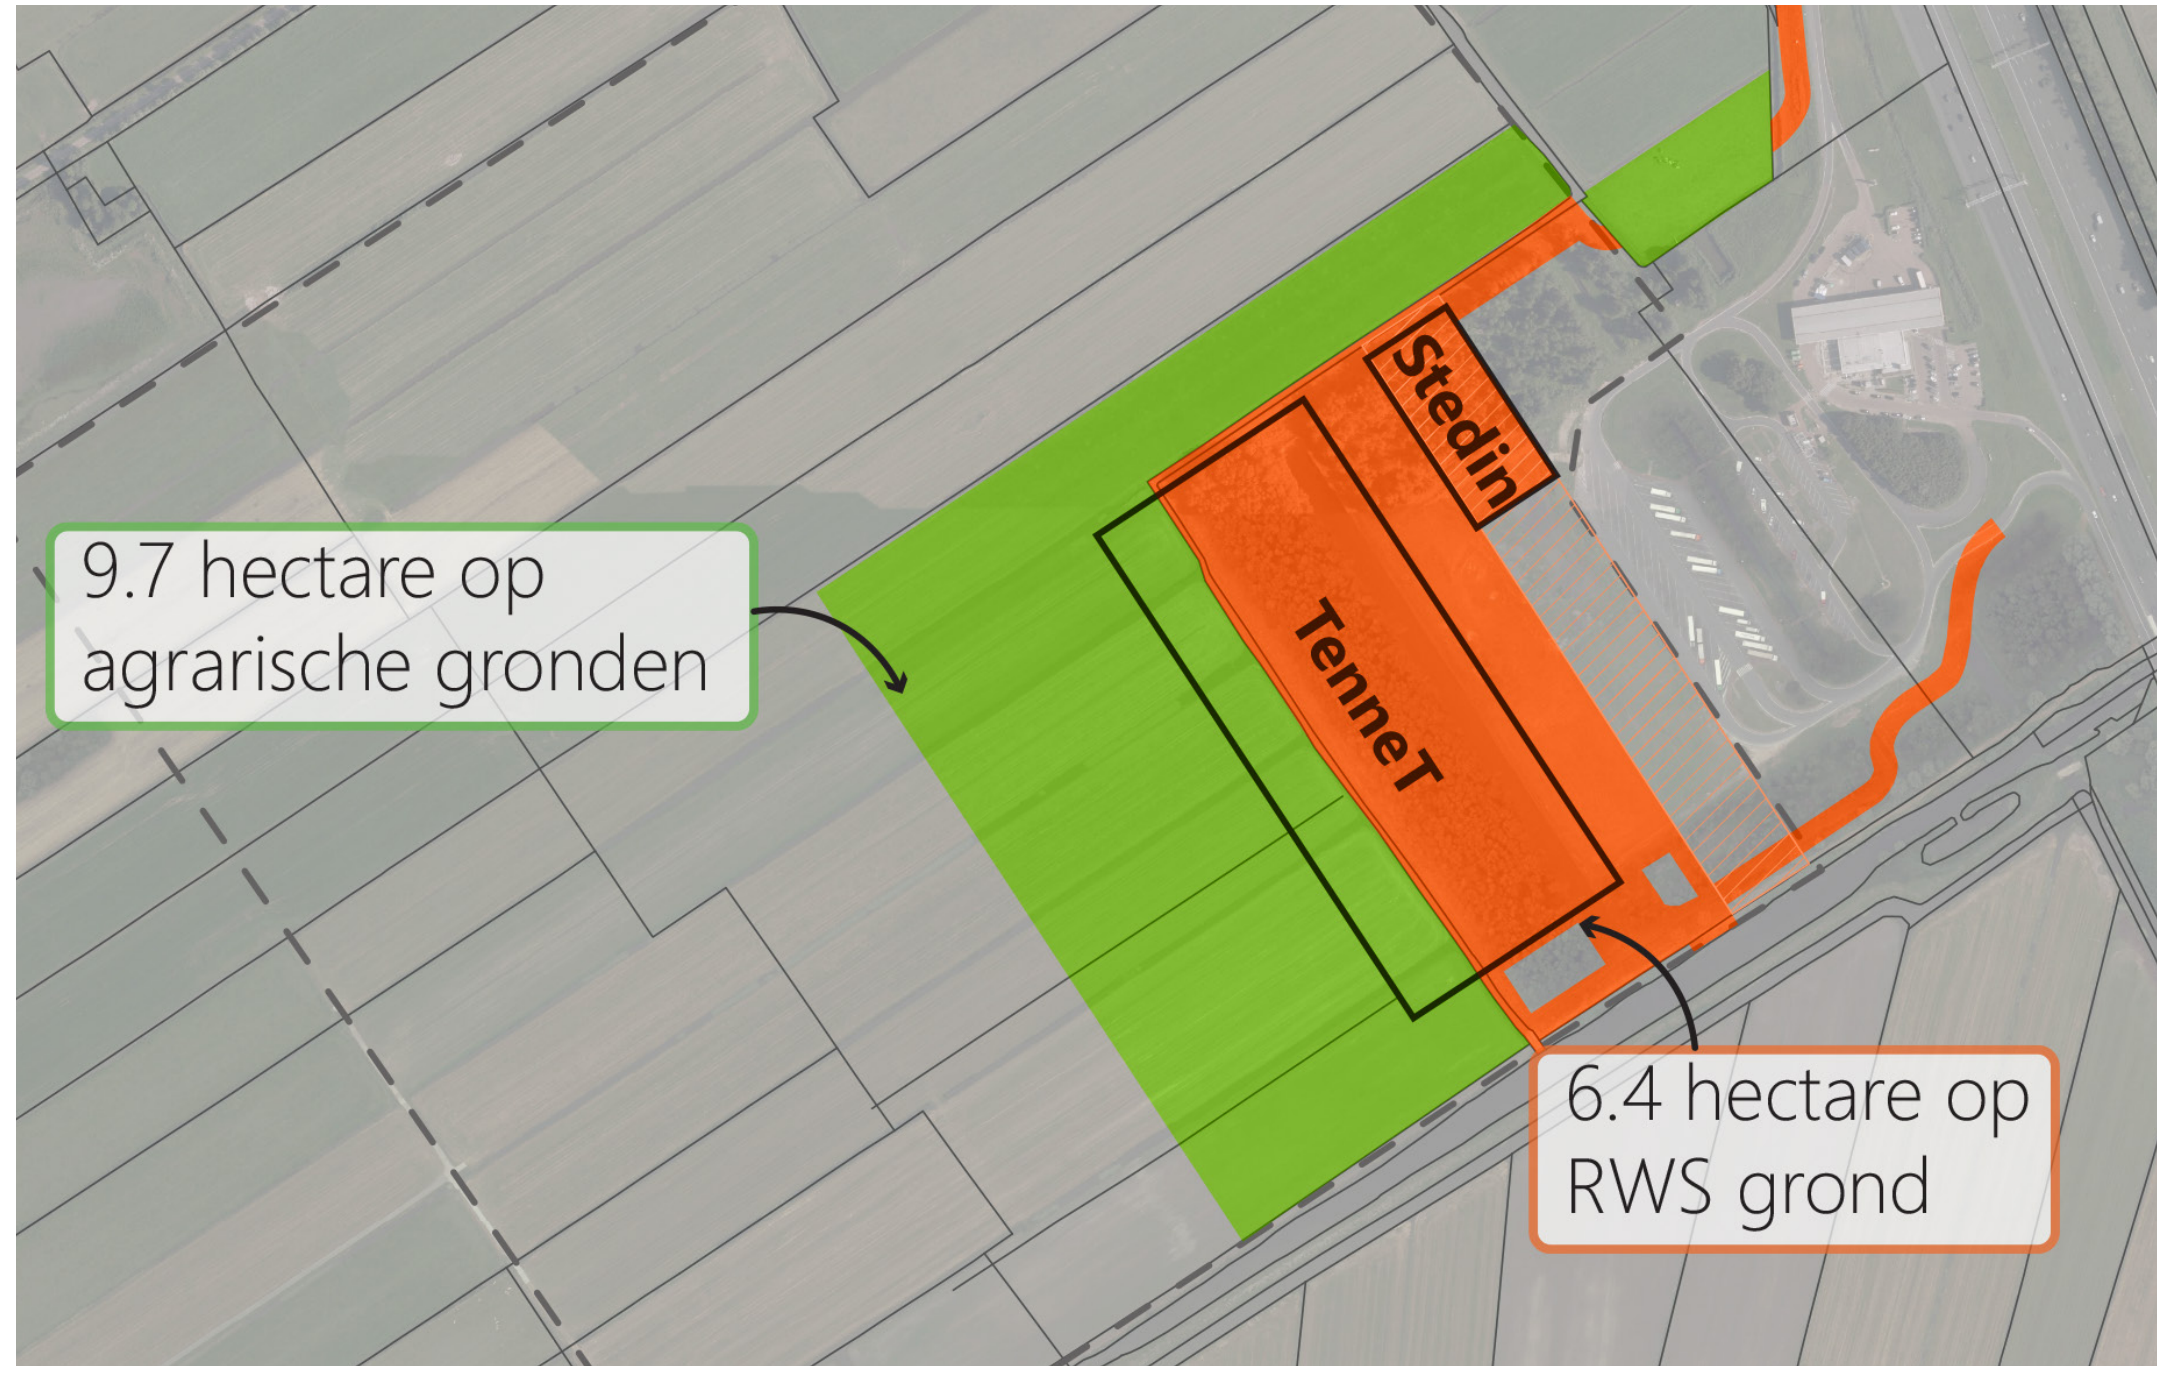 Stedin
9.7 hectare op
agrarische gronden
TenneT
6.4 hectare op
RWS grond